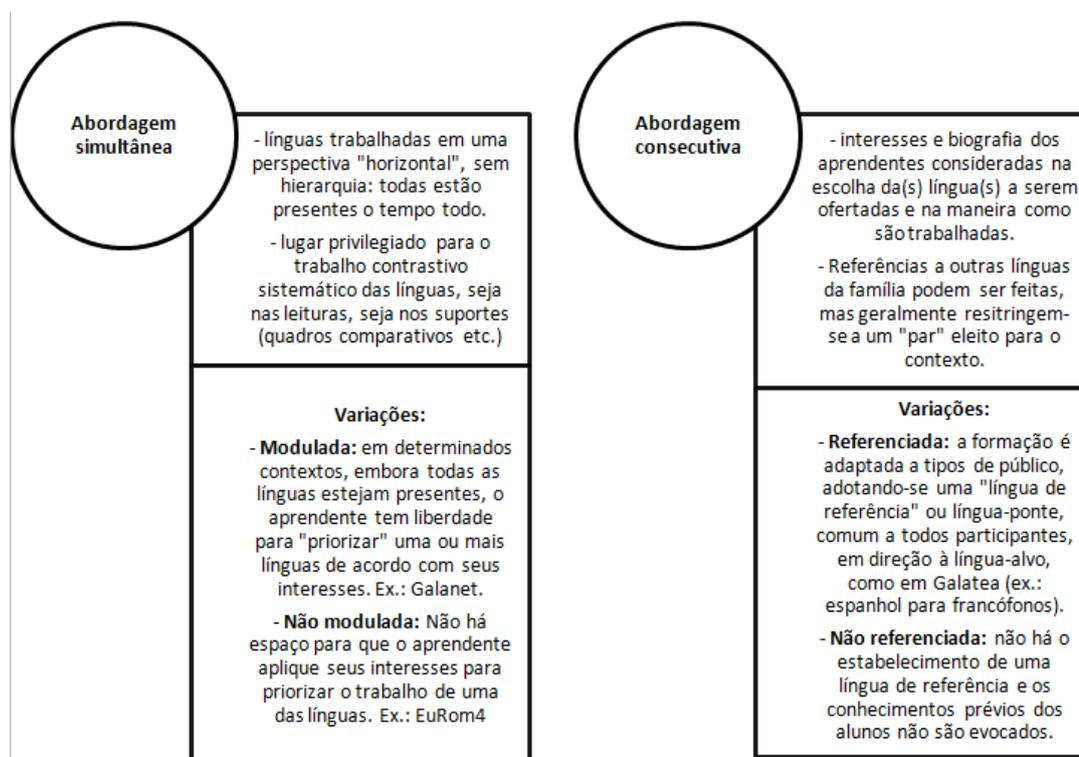 Abordagem
simultânea
- línguas trabalhadas em uma
perspectiva "horizontal", sem
hierarquia: todas estão
presentes o tempo todo.
- lugar privilegiado para o
trabalho contrastivo
sistemático das línguas, seja
nas leituras, seja nos suportes
(quadros comparativos etc.)
Variações:
- Modulada: em determinados
contextos, embora todas as
línguas estejam presentes, o
aprendente tem liberdade
para "priorizar" uma ou mais
línguas de acordo com seus
interesses. Ex.: Galanet.
- Não modulada: Não há
espaço para que o aprendente
aplique seus interesses para
priorizar o trabalho de uma
das línguas. Ex.: EuRom4
Abordagem
consecutiva
- interesses e biografia dos
aprendentes consideradas na
escolha da(s) língua(s) a serem
ofertadas e na maneira como
são trabalhadas.
- Referências a outras línguas
da família podem ser feitas,
mas geralmente resitringem-
se a um "par" eleito para o
contexto.
Variações:
- Referenciada: a formação é
adaptada a tipos de público,
adotando-se uma "língua de
referência" ou língua-ponte,
comum a todos participantes,
em direção à língua-alvo,
como em Galatea (ex.:
espanhol para francófonos).
- Não referenciada: não há o
estabelecimento de uma
língua de referência e os
conhecimentos prévios dos
alunos não são evocados.